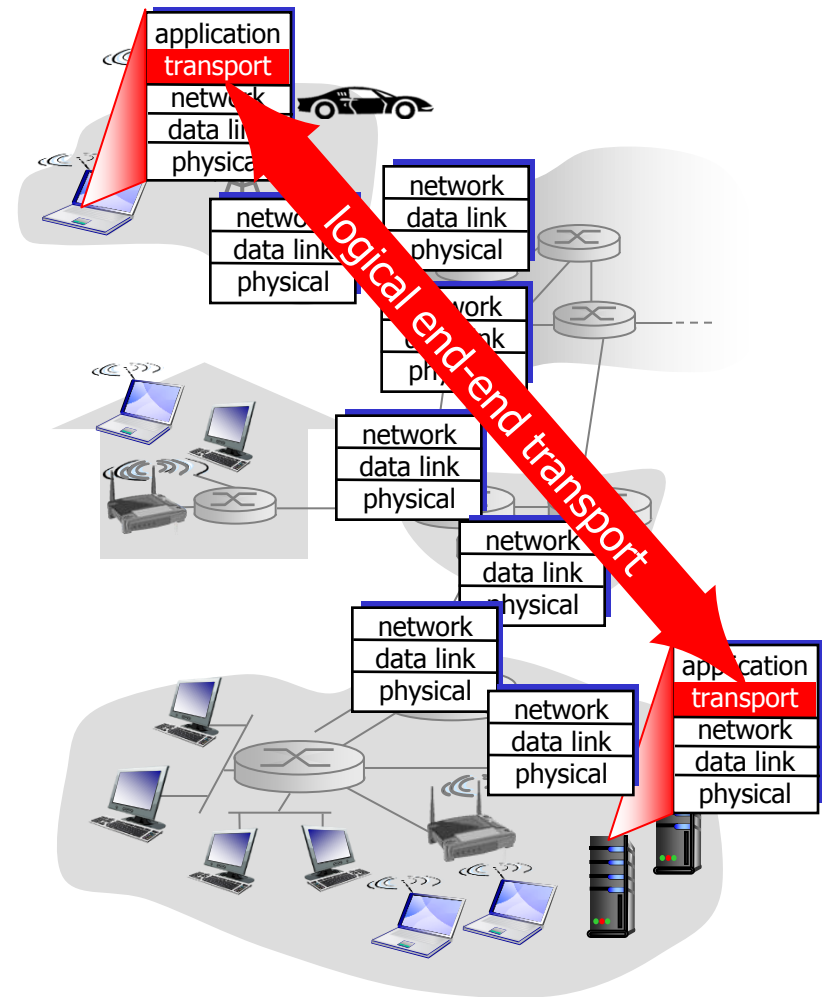 application
transport
network
data link
physical
network
data link
physical
network
data link
physical
logical end-end transport
network
data link
physical
network
data link
physical
network
data link
physical
network
data link
physical
application
transport
network
data link
physical